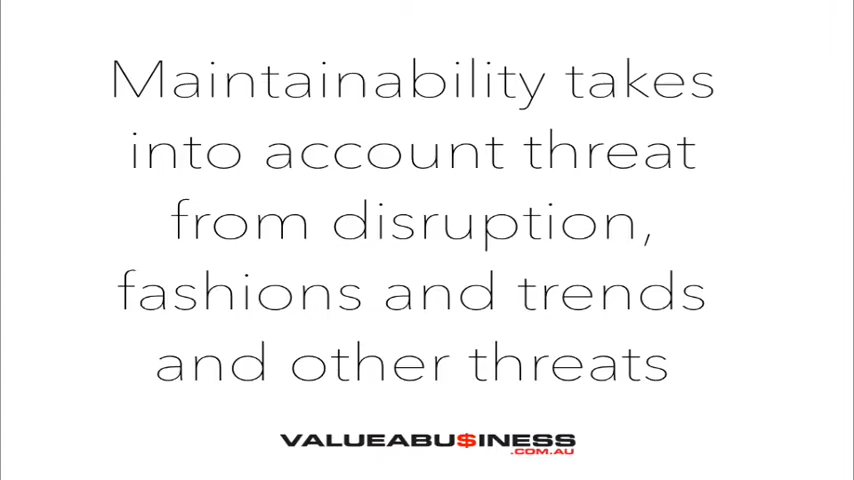 Maintainability takes
into account threat
from disruption,
fashions and trends
and other threats
VALUEABU$INESS
.COM.AU